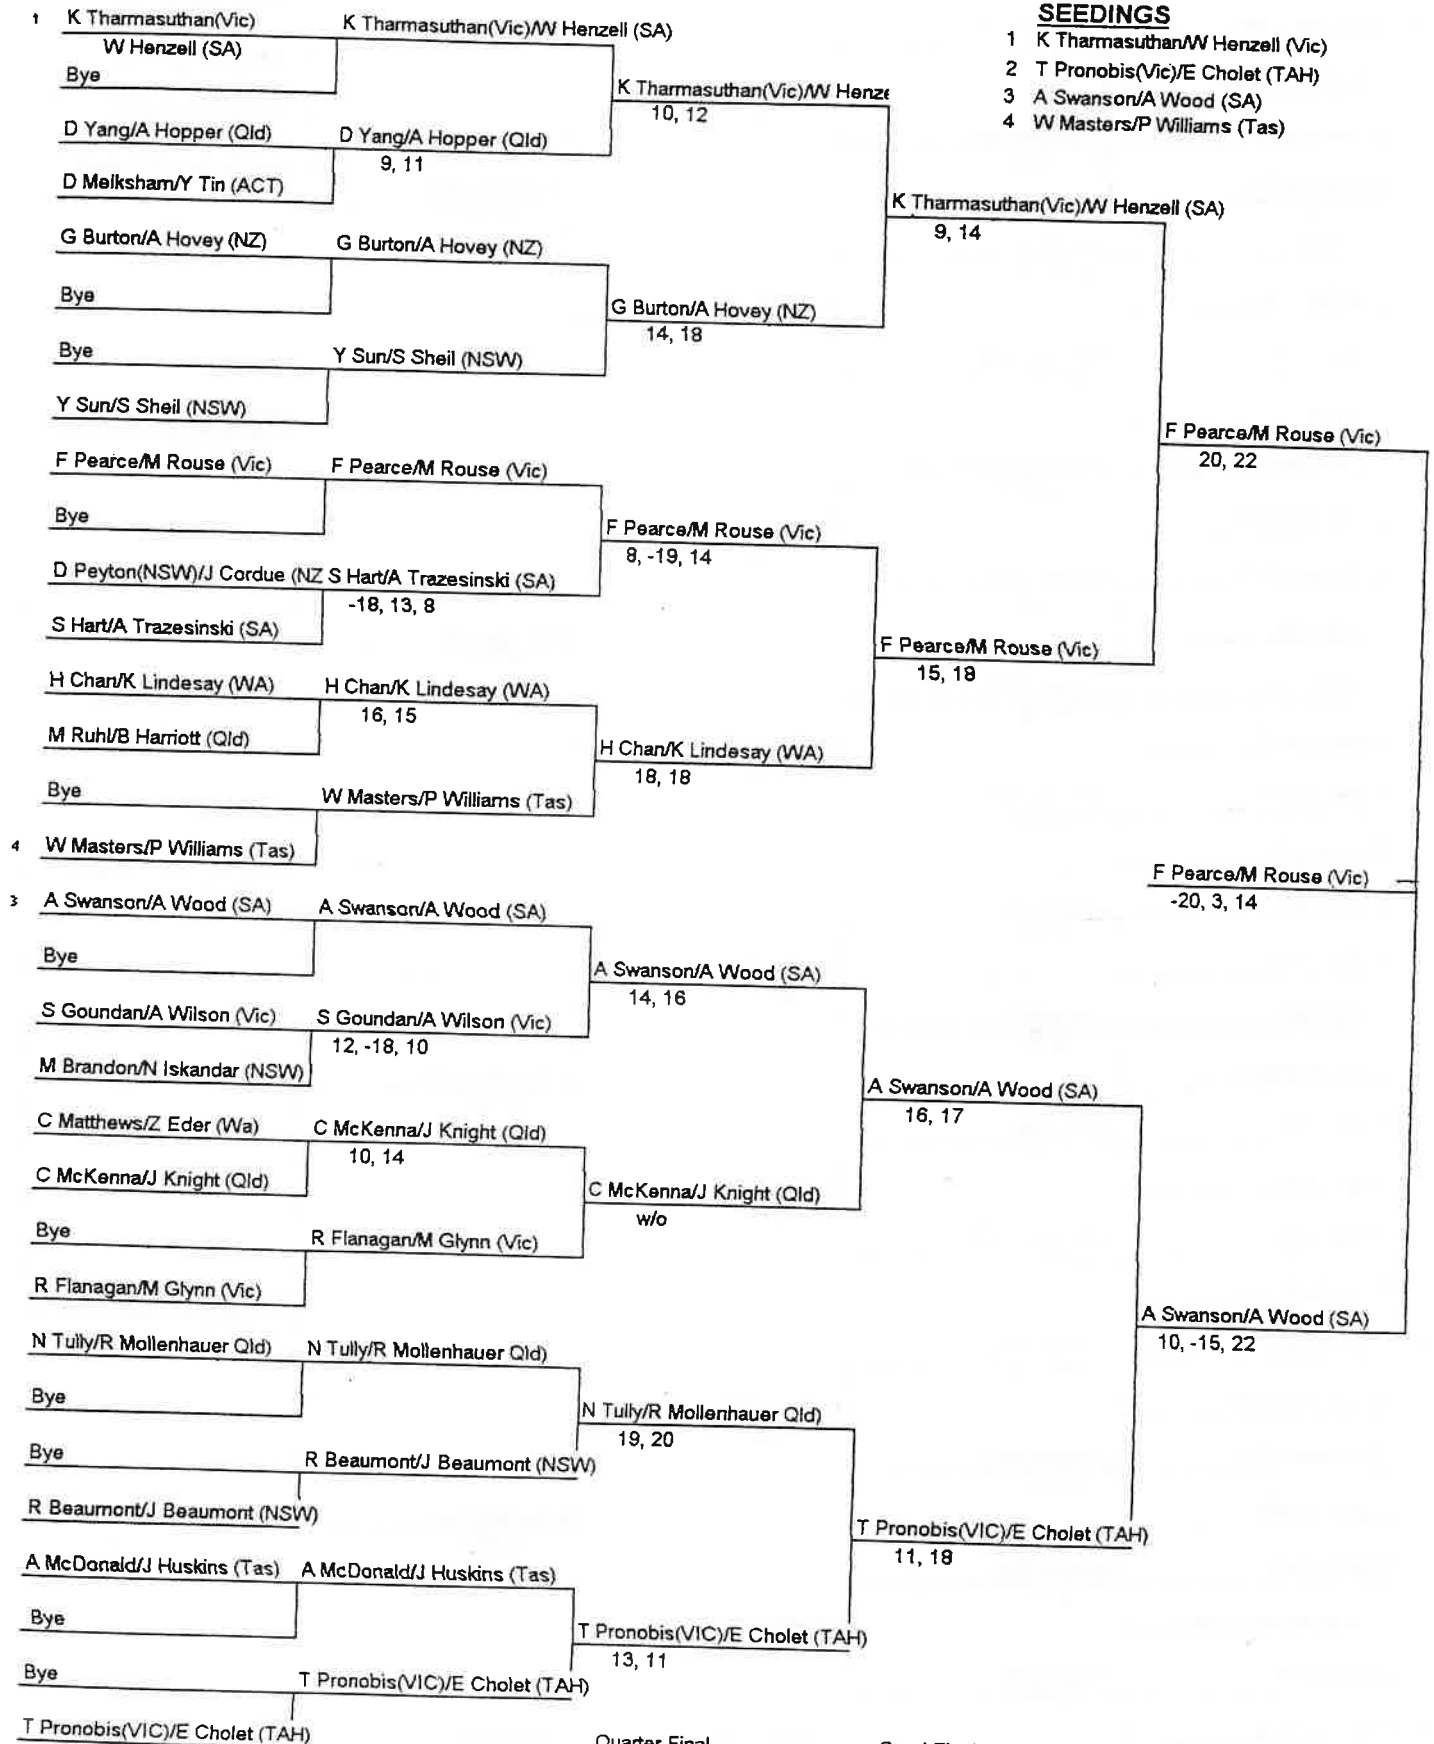 SEEDINGS
1 K Tharmasuthan/W Henzell (Vic)
2 T Pronobis(Vic)/E Cholet (TAH)
3 A Swanson/A Wood (SA)
4 W Masters/P Williams (Tas)
1 K Tharmasuthan(Vic)
W Henzell (SA)
Bye
D Yang/A Hopper (Qld)
D Melksham/Y Tin (ACT)
G Burton/A Hovey (NZ)
Bye
Bye
Y Sun/S Sheil (NSW)
F Pearce/M Rouse (Vic)
Bye
D Peyton(NSW)/J Cordue (NZ
S Hart/A Trazesinski (SA)
H Chan/K Lindesay (WA)
M Ruhl/B Harriott (Qld)
Bye
4 W Masters/P Williams (Tas)
3 A Swanson/A Wood (SA)
Bye
S Goundan/A Wilson (Vic)
M Brandon/N Iskandar (NSW)
C Matthews/Z Eder (Wa)
C McKenna/J Knight (Qld)
Bye
R Flanagan/M Glynn (Vic)
N Tully/R Mollenhauer Qld)
Bye
Bye
R Beaumont/J Beaumont (NSW)
A McDonald/J Huskins (Tas)
Bye
Bye
T Pronobis(VIC)/E Cholet (TAH)
K Tharmasuthan(Vic)/W Henzell (SA)
D Yang/A Hopper (Qld)
9, 11
G Burton/A Hovey (NZ)
Y Sun/S Sheil (NSW)
F Pearce/M Rouse (Vic)
S Hart/A Trazesinski (SA)
-18, 13, 8
H Chan/K Lindesay (WA)
16, 15
W Masters/P Williams (Tas)
A Swanson/A Wood (SA)
S Goundan/A Wilson (Vic)
12, -18, 10
C McKenna/J Knight (Qld)
10, 14
R Flanagan/M Glynn (Vic)
N Tully/R Mollenhauer Qld)
R Beaumont/J Beaumont (NSW)
A McDonald/J Huskins (Tas)
T Pronobis(VIC)/E Cholet (TAH)
K Tharmasuthan(Vic)/W Henze
10, 12
G Burton/A Hovey (NZ)
14, 18
F Pearce/M Rouse (Vic)
8, -19, 14
H Chan/K Lindesay (WA)
18, 18
A Swanson/A Wood (SA)
14, 16
C McKenna/J Knight (Qld)
w/o
N Tully/R Mollenhauer Qld)
19, 20
T Pronobis(VIC)/E Cholet (TAH)
13, 11
Quarter Final
K Tharmasuthan(Vic)/W Henzell (SA)
9, 14
F Pearce/M Rouse (Vic)
15, 18
A Swanson/A Wood (SA)
16, 17
T Pronobis(VIC)/E Cholet (TAH)
11, 18
F Pearce/M Rouse (Vic)
20, 22
A Swanson/A Wood (SA)
10, -15, 22
F Pearce/M Rouse (Vic)
-20, 3, 14